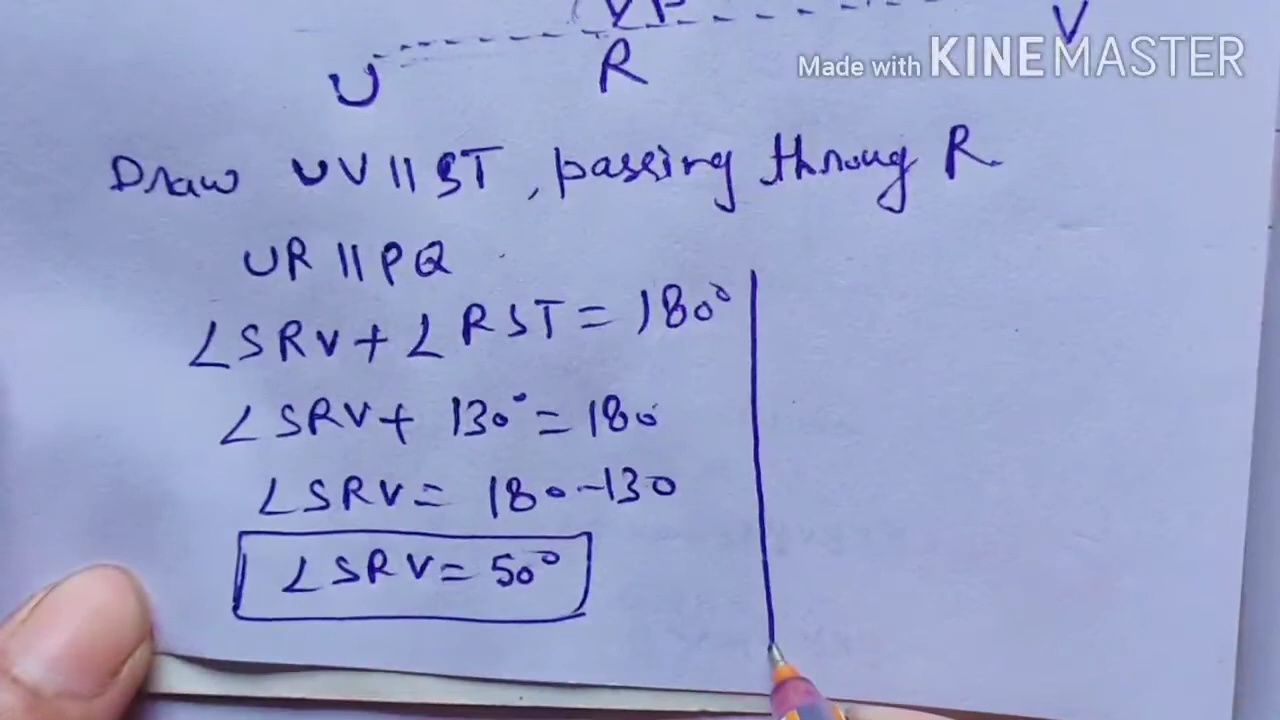 V
U
R
Made with KINEMASTER
Draw UV || ST, passing throug R
UR || PQ
∠SRV + ∠RST = 180°
∠SRV + 130° = 180
∠SRV = 180 - 130
∠SRV = 50°